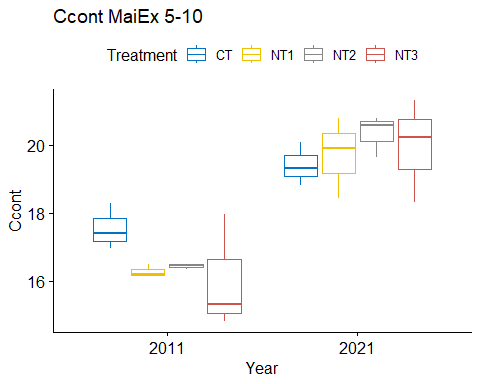 Ccont MaiEx 5-10
Treatment CT NT1 NT2 NT3
20
18
16
Ccont
2011 2021
Year